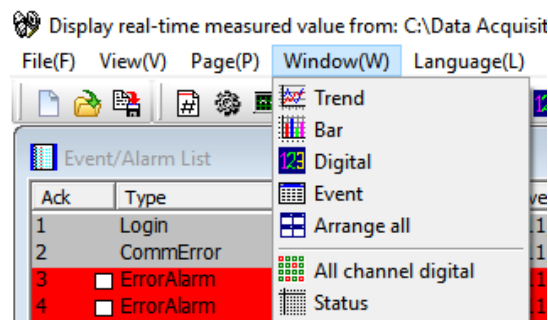 Display real-time measured value from: C:\Data Acquisit
File(F) View(V) Page(P) Window(W) Language(L)
Trend
Bar
Digital
Event
Arrange all
All channel digital
Status
Event/Alarm List
Ack Type
1 Login
2 CommError
3 ErrorAlarm
4 ErrorAlarm